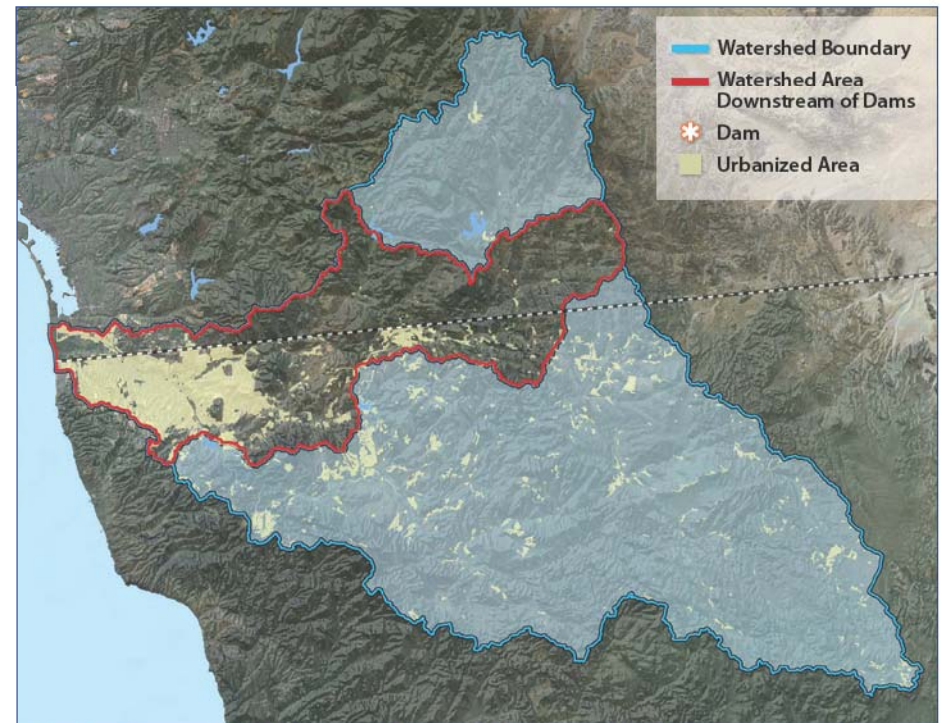 Watershed Boundary
Watershed Area
Downstream of Dams
Dam
Urbanized Area